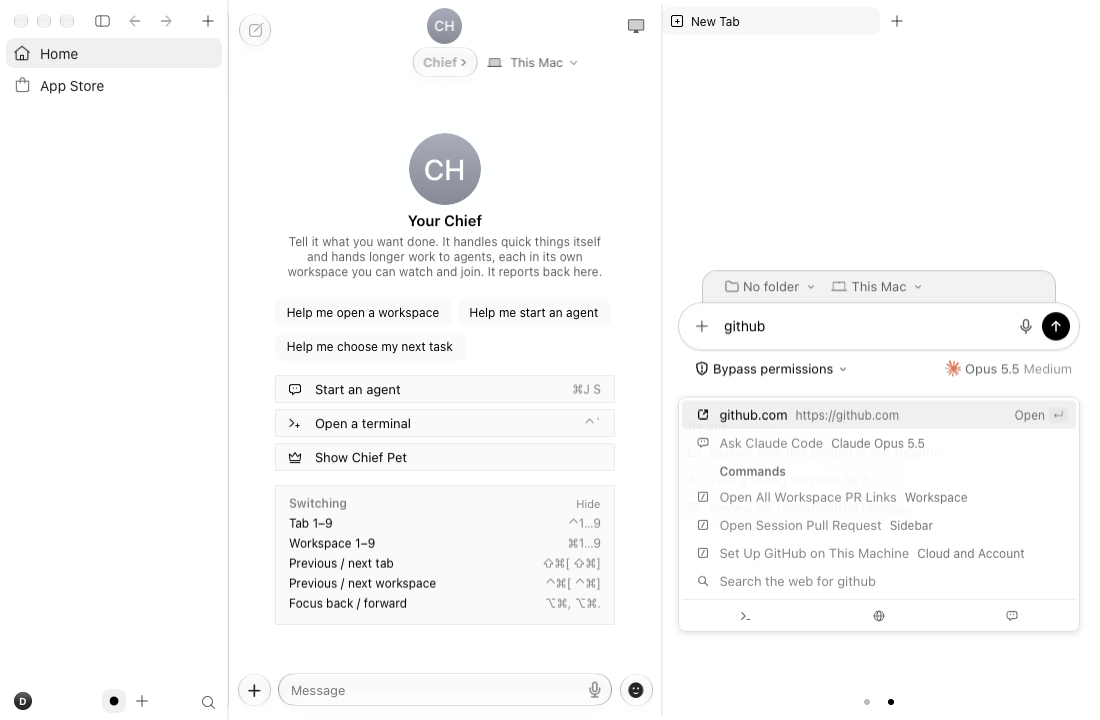 Home
App Store
D
CH
Chief
This Mac
CH
Your Chief
Tell it what you want done. It handles quick things itself
and hands longer work to agents, each in its own
workspace you can watch and join. It reports back here.
Help me open a workspace
Help me start an agent
Help me choose my next task
Start an agent ⌘J S
Open a terminal ⌃`
Show Chief Pet
Switching Hide
Tab 1–9 ⌃1…9
Workspace 1–9 ⌘1…9
Previous / next tab ⇧⌘[ ⇧⌘]
Previous / next workspace ⌃⌘[ ⌃⌘]
Focus back / forward ⌥⌘, ⌥⌘.
Message
New Tab
No folder
This Mac
github
Bypass permissions
Opus 5.5 Medium
github.com https://github.com Open
Ask Claude Code Claude Opus 5.5
Commands
Open All Workspace PR Links Workspace
Open Session Pull Request Sidebar
Set Up GitHub on This Machine Cloud and Account
Search the web for github